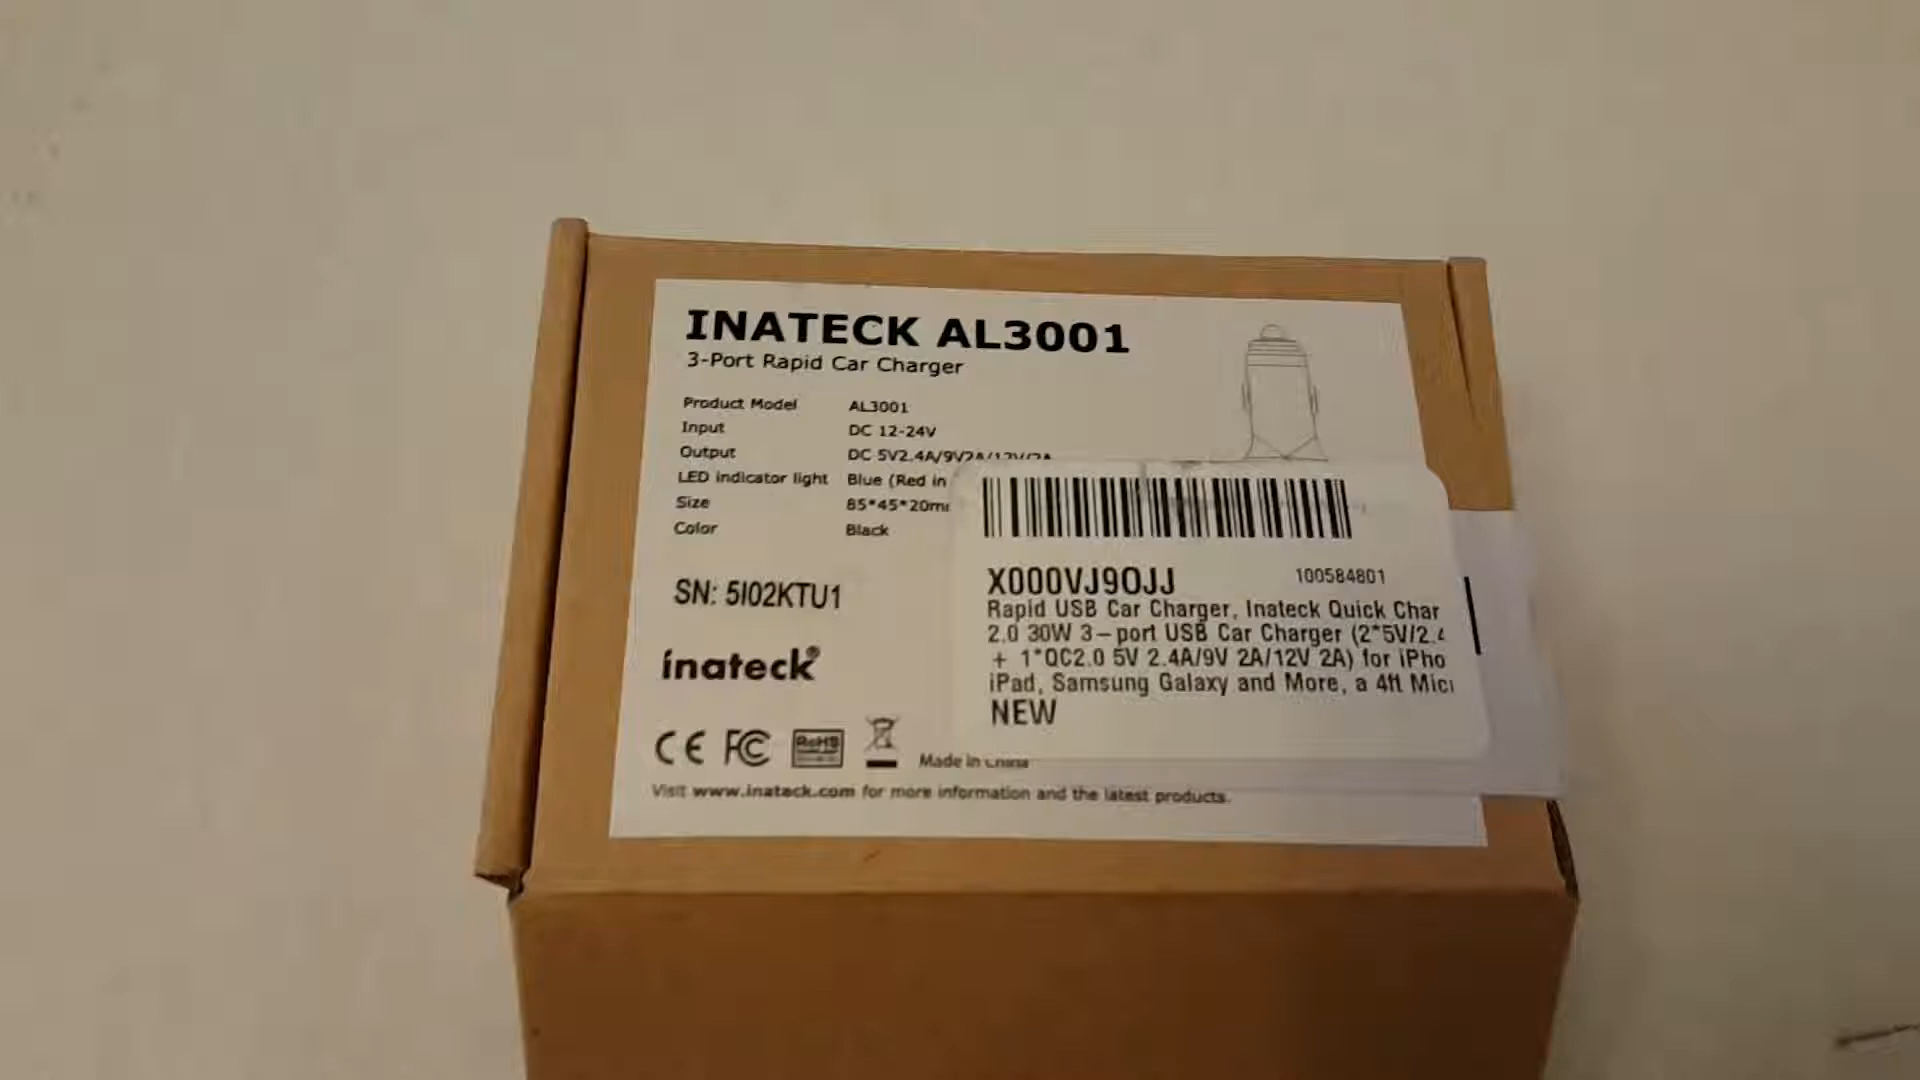 INATECK AL3001
3-Port Rapid Car Charger
Product Model AL3001
Input DC 12-24V
Output DC 5V2.4A/9V2A/12V/2A
LED indicator light Blue (Red in
Size 85*45*20m
Color Black
SN: 5I02KTU1
inateck®
CE FC RoHS
Made in China
Visit www.inateck.com for more information and the latest products.
X000VJ9OJJ 100584801
Rapid USB Car Charger, Inateck Quick Char
2.0 30W 3-port USB Car Charger (2*5V/2.4
+ 1*QC2.0 5V 2.4A/9V 2A/12V 2A) for iPho
iPad, Samsung Galaxy and More, a 4ft Mic
NEW